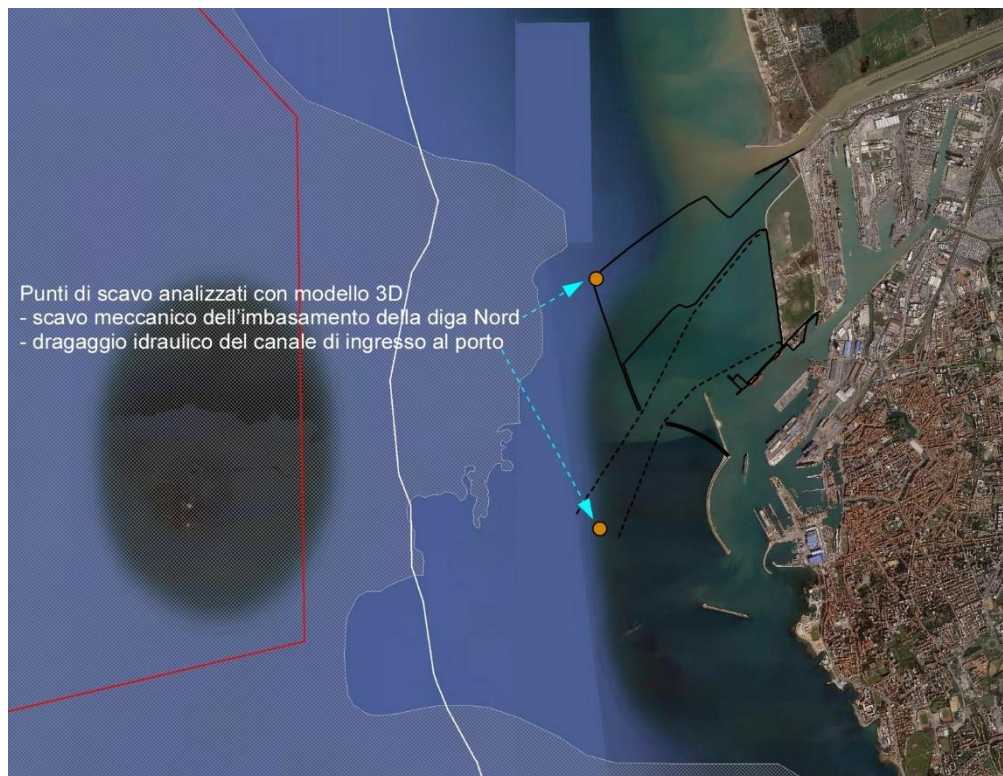 Punti di scavo analizzati con modello 3D
- scavo meccanico dell'imbasamento della diga Nord
- dragaggio idraulico del canale di ingresso al porto